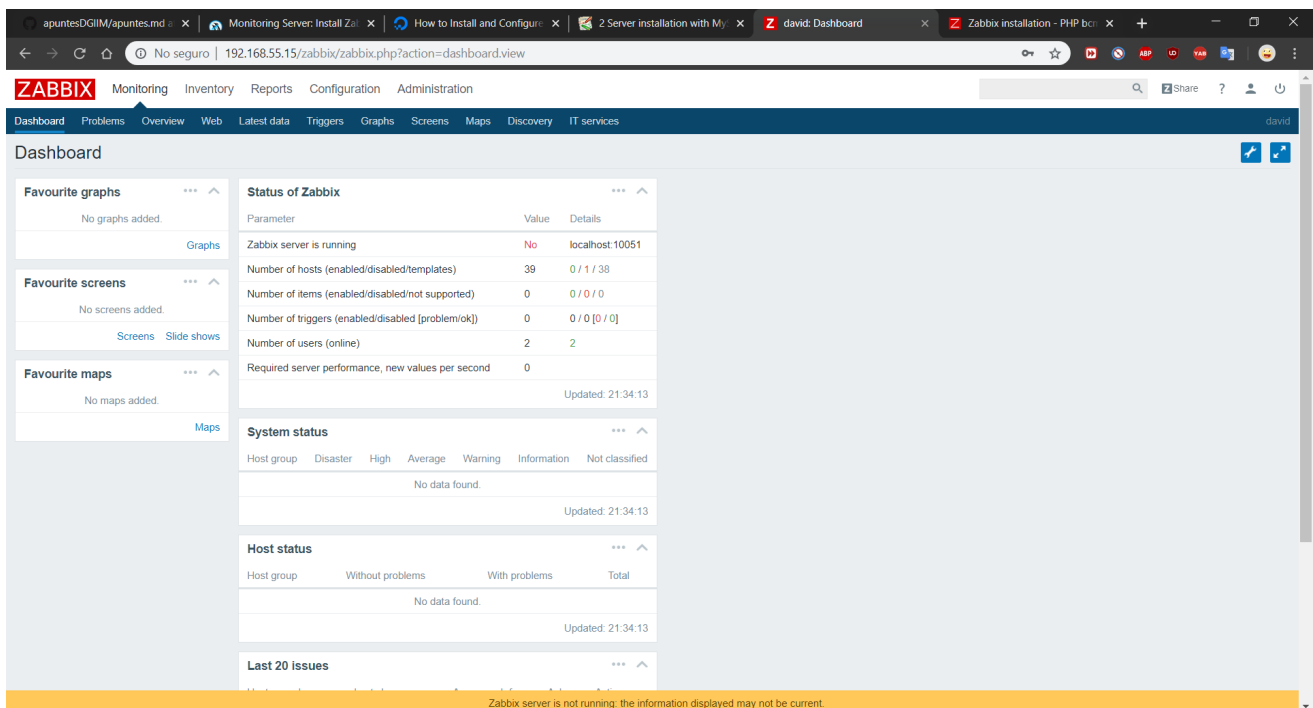 apuntesDGIIM/apuntes.md a
Monitoring Server: Install Zal
How to Install and Configure
2 Server installation with My
Z david: Dashboard
Z Zabbix installation - PHP bcm
No seguro | 192.168.55.15/zabbix/zabbix.php?action=dashboard.view
ABP UD YAB
ZABBIX Monitoring Inventory Reports Configuration Administration Z Share ?
Dashboard Problems Overview Web Latest data Triggers Graphs Screens Maps Discovery IT services david
Dashboard
Favourite graphs
No graphs added.
Graphs
Favourite screens
No screens added.
Screens Slide shows
Favourite maps
No maps added.
Maps
Status of Zabbix
Parameter Value Details
Zabbix server is running No localhost:10051
Number of hosts (enabled/disabled/templates) 39 0 / 1 / 38
Number of items (enabled/disabled/not supported) 0 0 / 0 / 0
Number of triggers (enabled/disabled [problem/ok]) 0 0 / 0 [0 / 0]
Number of users (online) 2 2
Required server performance, new values per second 0
Updated: 21:34:13
System status
Host group Disaster High Average Warning Information Not classified
No data found.
Updated: 21:34:13
Host status
Host group Without problems With problems Total
No data found.
Updated: 21:34:13
Last 20 issues
Zabbix server is not running: the information displayed may not be current.